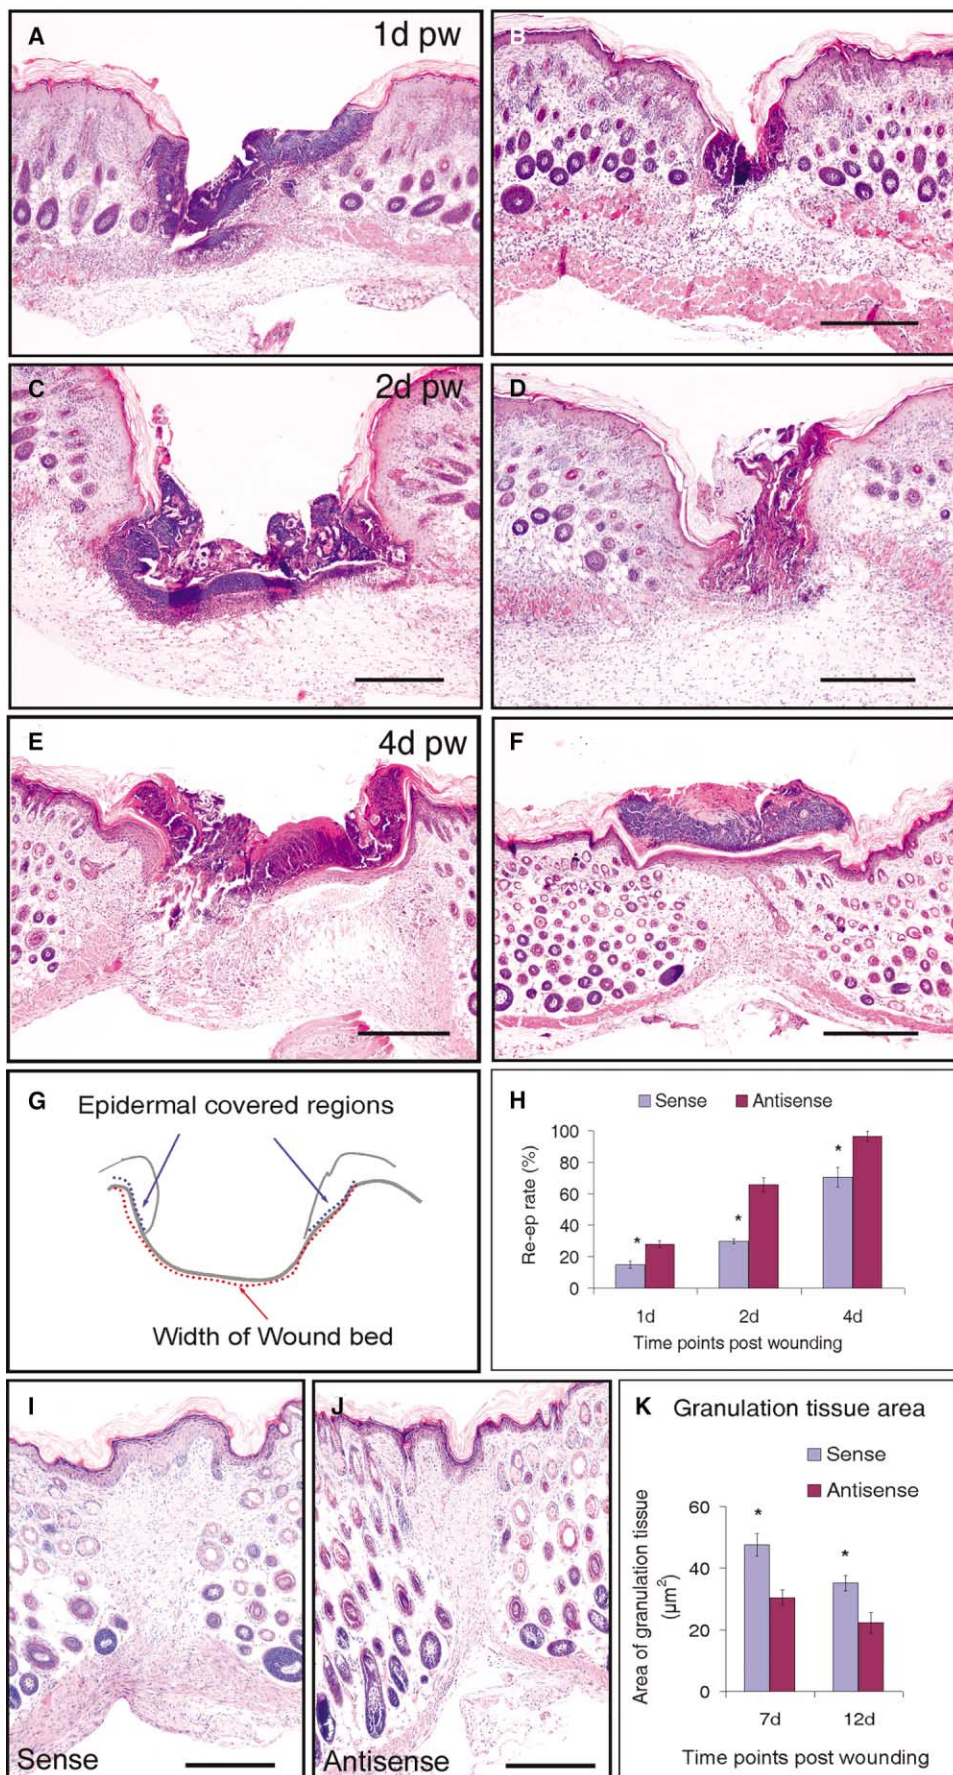 A
1d pw
B
C
2d pw
D
E
4d pw
F
G
Epidermal covered regions
Width of Wound bed
H
Sense
Antisense
Re-ep rate (%)
100
80
60
40
20
0
*
*
*
1d
2d
4d
Time points post wounding
I
Sense
J
Antisense
K
Granulation tissue area
Sense
Antisense
Area of granulation tissue
(µm²)
60
40
20
0
*
*
7d
12d
Time points post wounding